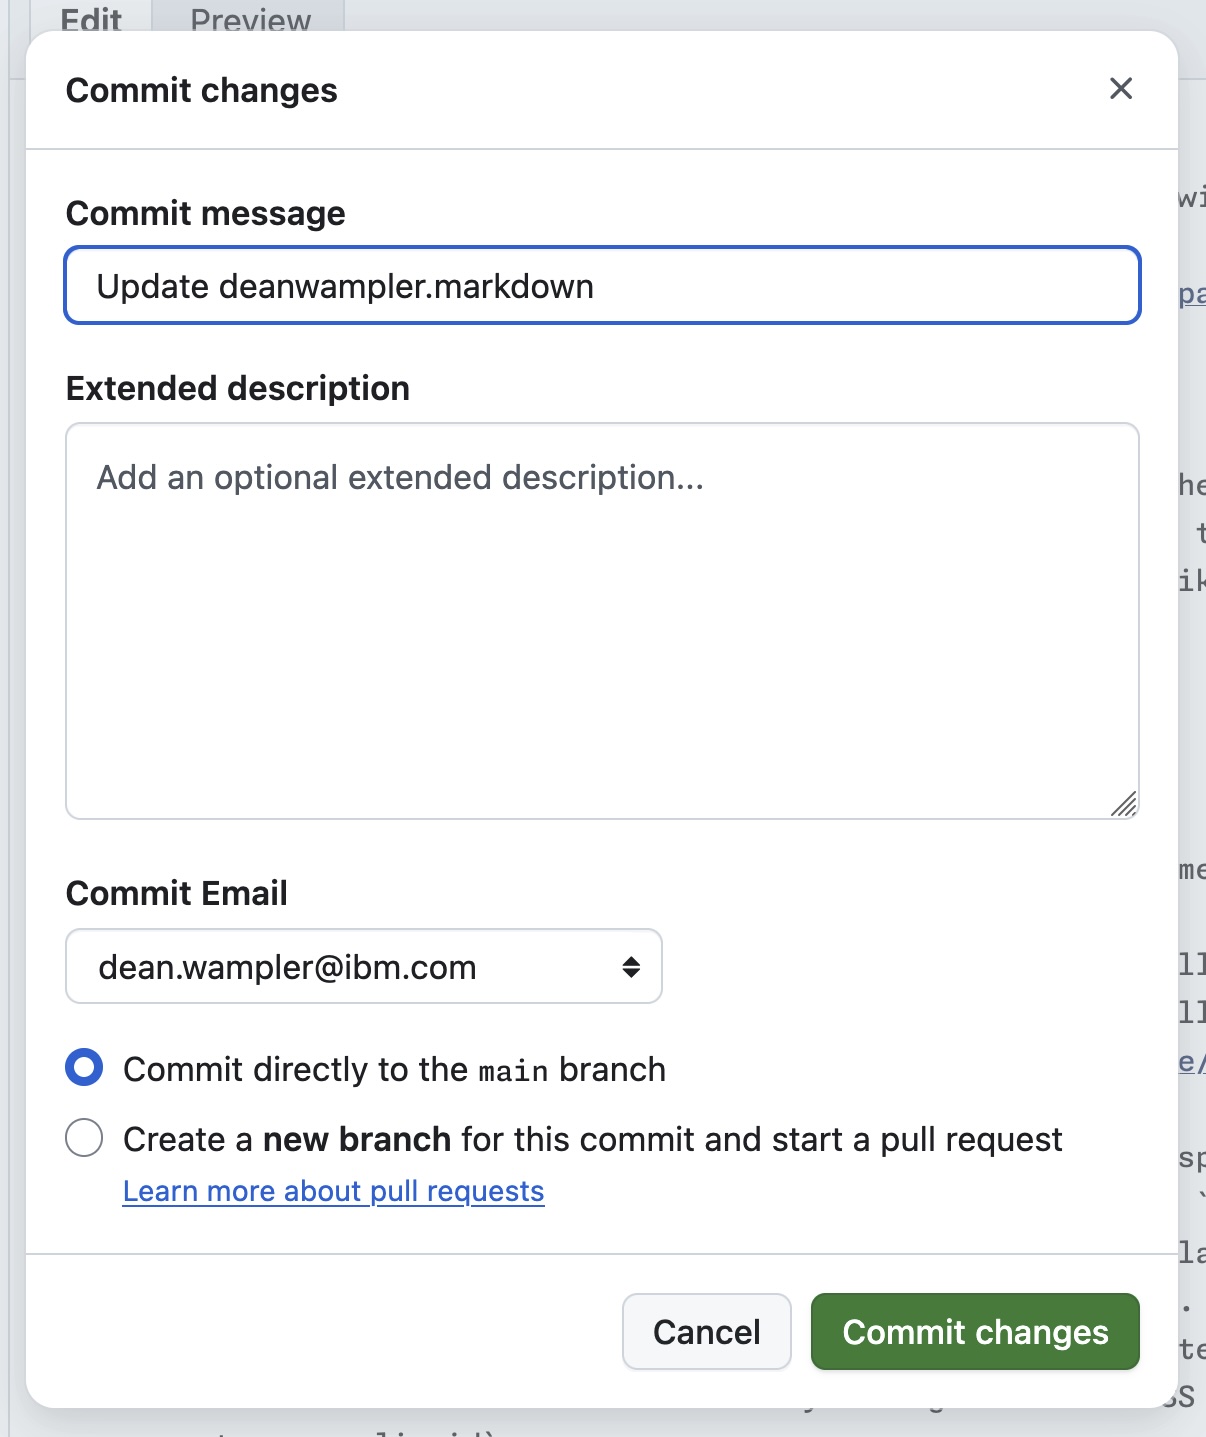 Edit Preview
Commit changes
Commit message
Update deanwampler.markdown
Extended description
Add an optional extended description...
Commit Email
dean.wampler@ibm.com
Commit directly to the main branch
Create a new branch for this commit and start a pull request
Learn more about pull requests
Cancel Commit changes